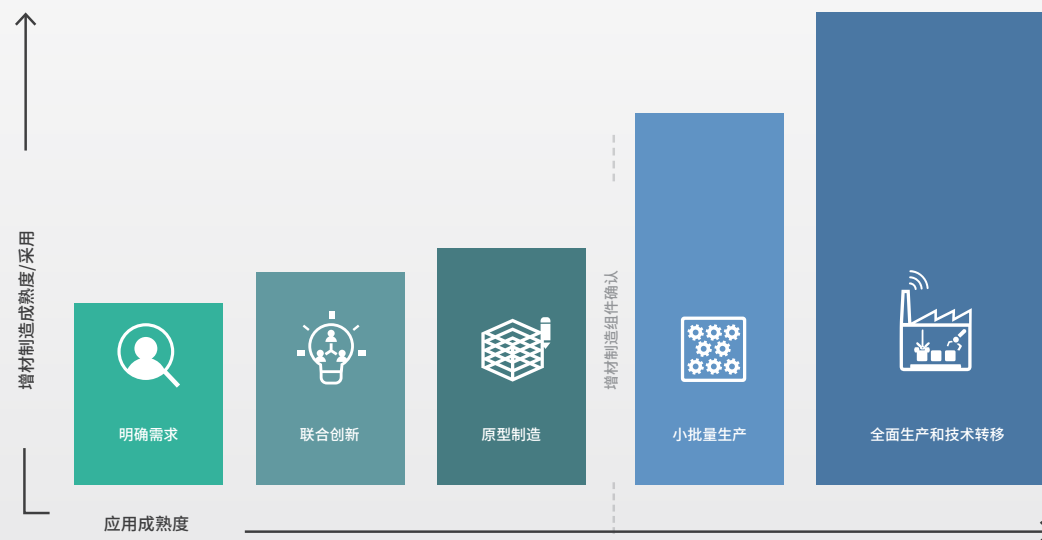 增材制造成熟度/采用
明确需求
联合创新
原型制造
增材制造组件确认
小批量生产
全面生产和技术转移
应用成熟度